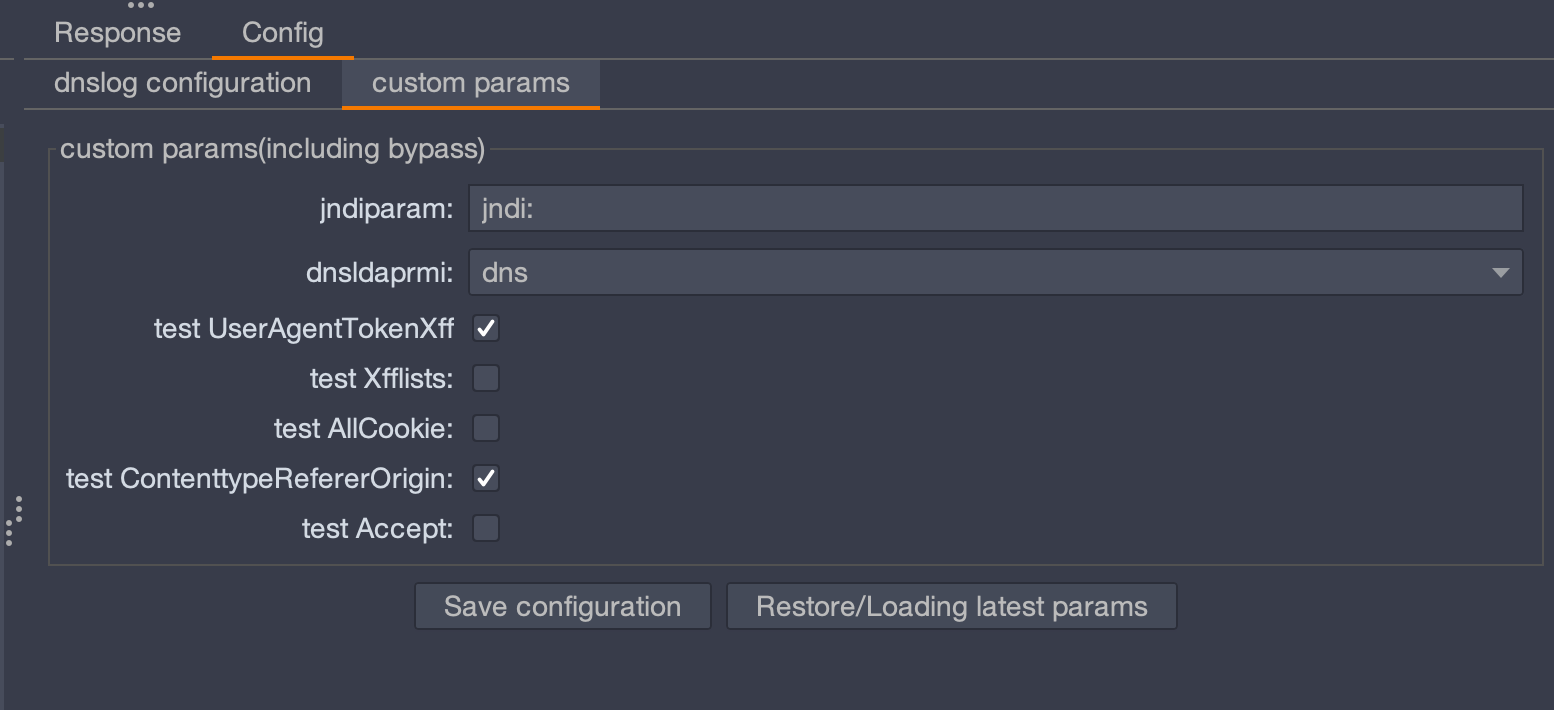 Response Config
dnslog configuration custom params
custom params(including bypass)
jndiparam: jndi:
dnsldaprmi: dns
test UserAgentTokenXff
test Xfflists:
test AllCookie:
test ContenttypeRefererOrigin:
test Accept:
Save configuration Restore/Loading latest params